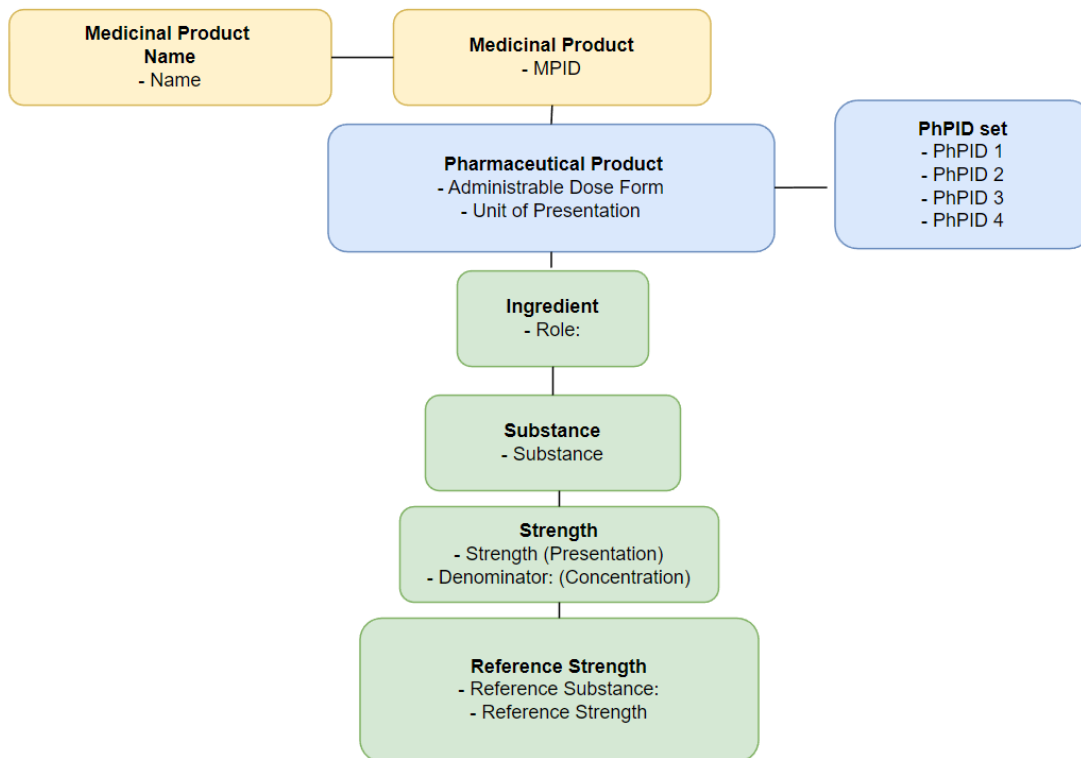 Medicinal Product
Name
- Name
Medicinal Product
- MPID
Pharmaceutical Product
- Administrable Dose Form
- Unit of Presentation
PhPID set
- PhPID 1
- PhPID 2
- PhPID 3
- PhPID 4
Ingredient
- Role:
Substance
- Substance
Strength
- Strength (Presentation)
- Denominator: (Concentration)
Reference Strength
- Reference Substance:
- Reference Strength